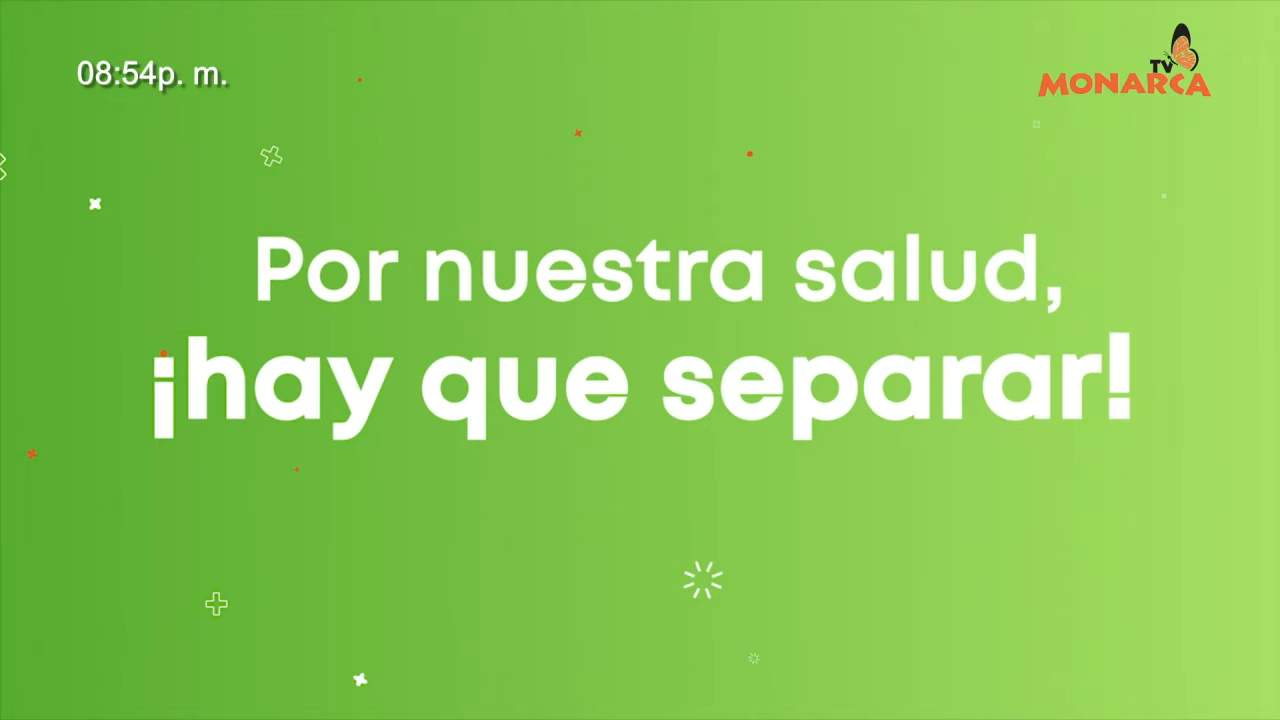 08:54p. m.
TV
MONARCA
Por nuestra salud,
¡hay que separar!